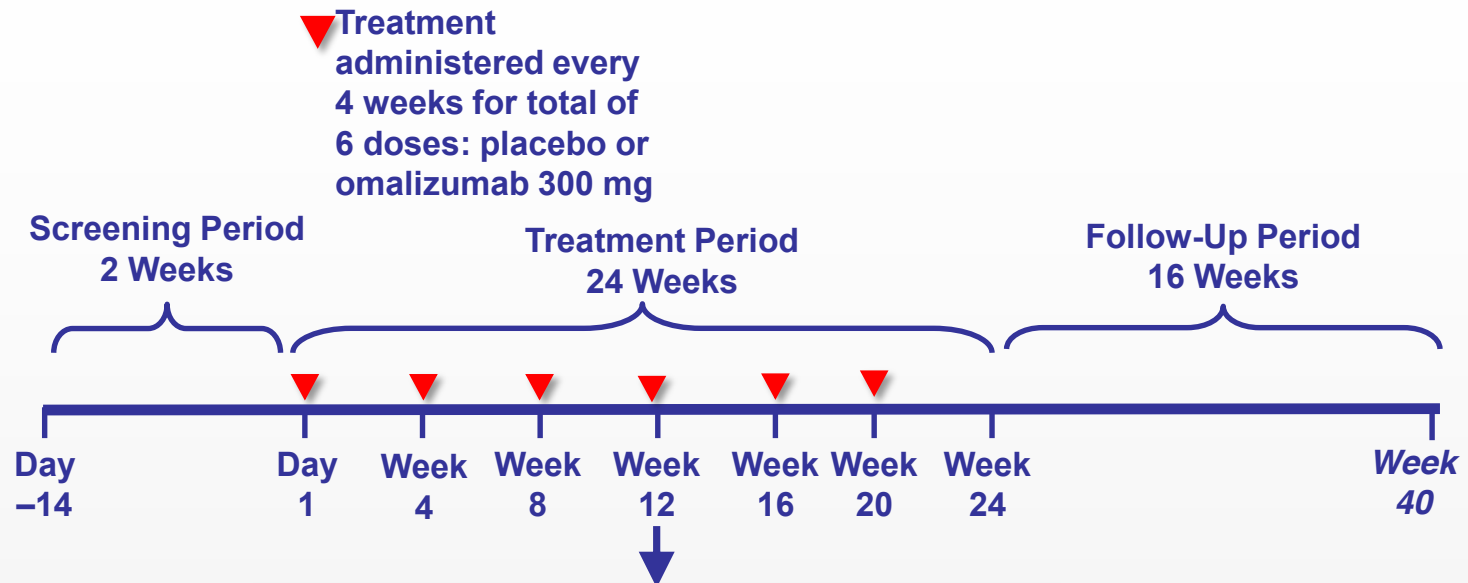 Treatment
administered every
4 weeks for total of
6 doses: placebo or
omalizumab 300 mg
Screening Period
2 Weeks
Treatment Period
24 Weeks
Follow-Up Period
16 Weeks
Day
–14
Day
1
Week
4
Week
8
Week
12
Week
16
Week
20
Week
24
Week
40